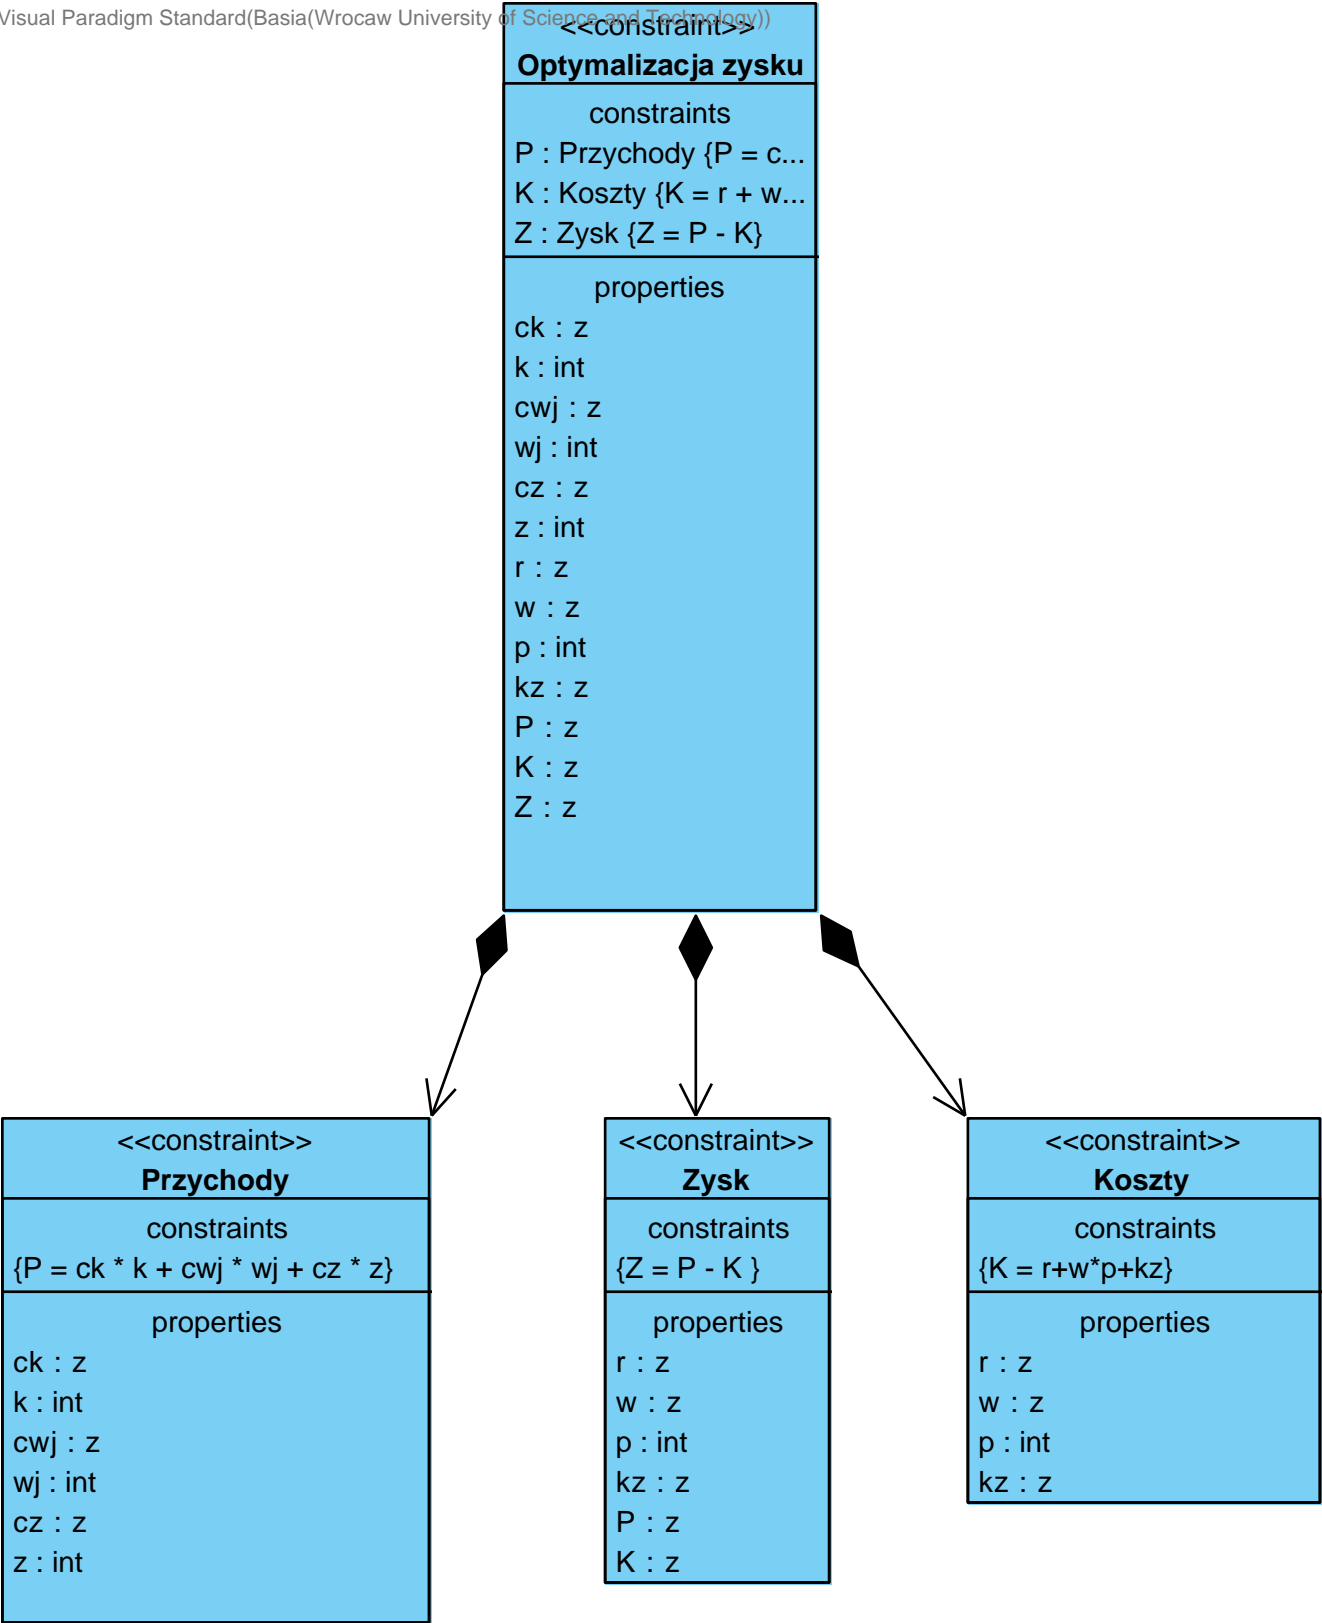 Visual Paradigm Standard(Basia(Wrocaw University of Science and Technology))
<<constraint>>
Optymalizacja zysku
constraints
P : Przychody {P = c...
K : Koszty {K = r + w...
Z : Zysk {Z = P - K}
properties
ck : z
k : int
cwj : z
wj : int
cz : z
z : int
r : z
w : z
p : int
kz : z
P : z
K : z
Z : z
<<constraint>>
Przychody
constraints
{P = ck * k + cwj * wj + cz * z}
properties
ck : z
k : int
cwj : z
wj : int
cz : z
z : int
<<constraint>>
Zysk
constraints
{Z = P - K }
properties
r : z
w : z
p : int
kz : z
P : z
K : z
<<constraint>>
Koszty
constraints
{K = r+w*p+kz}
properties
r : z
w : z
p : int
kz : z